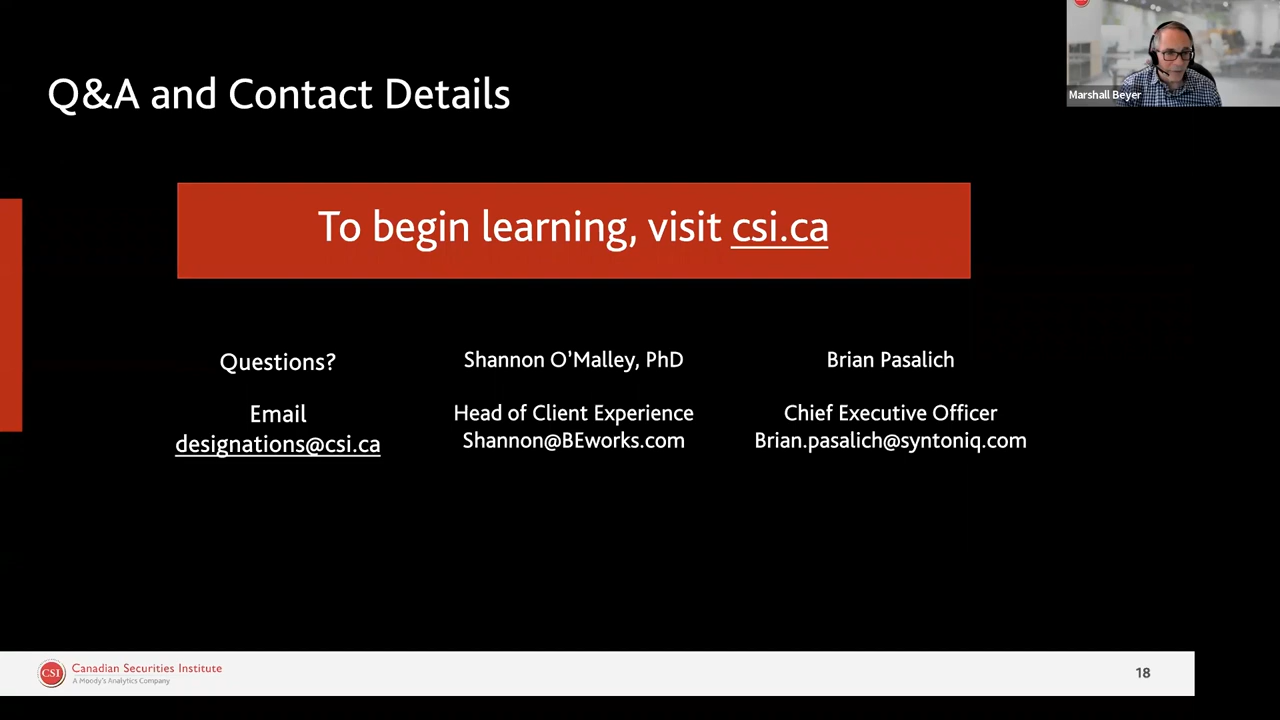 Marshall Beyer
Q&A and Contact Details
To begin learning, visit csi.ca
Questions?
Email
designations@csi.ca
Shannon O'Malley, PhD
Head of Client Experience
Shannon@BEworks.com
Brian Pasalich
Chief Executive Officer
Brian.pasalich@syntoniq.com
CSI
Canadian Securities Institute
A Moody's Analytics Company
18